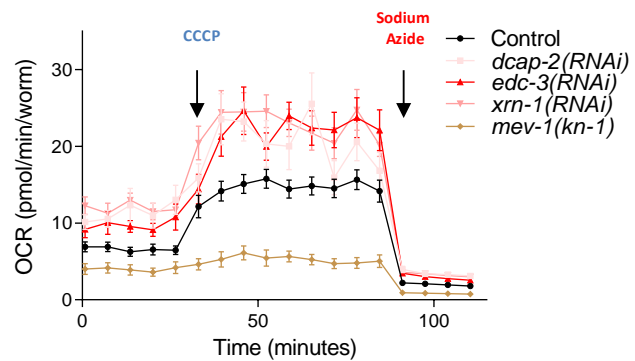 CCCP
Sodium
Azide
Control
dcap-2(RNAi)
edc-3(RNAi)
xrn-1(RNAi)
mev-1(kn-1)
OCR (pmol/min/worm)
30
20
10
0
0 50 100
Time (minutes)